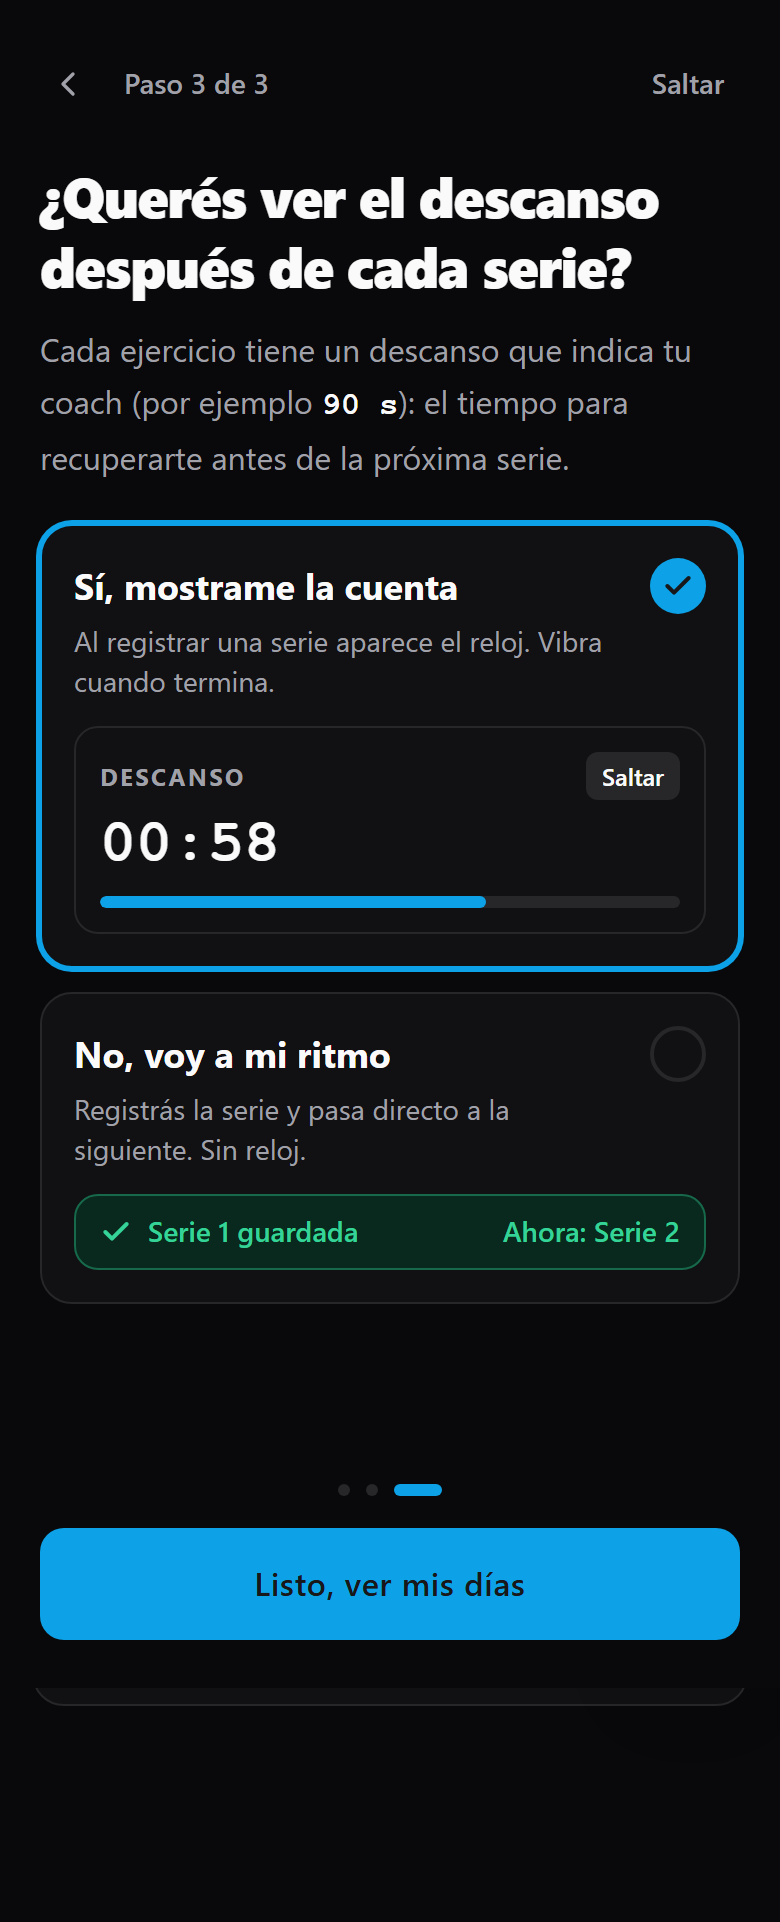 Paso 3 de 3
Saltar
¿Querés ver el descanso
después de cada serie?
Cada ejercicio tiene un descanso que indica tu
coach (por ejemplo 90 s): el tiempo para
recuperarte antes de la próxima serie.
Sí, mostrame la cuenta
Al registrar una serie aparece el reloj. Vibra
cuando termina.
DESCANSO
Saltar
00:58
No, voy a mi ritmo
Registrás la serie y pasa directo a la
siguiente. Sin reloj.
Serie 1 guardada
Ahora: Serie 2
Listo, ver mis días